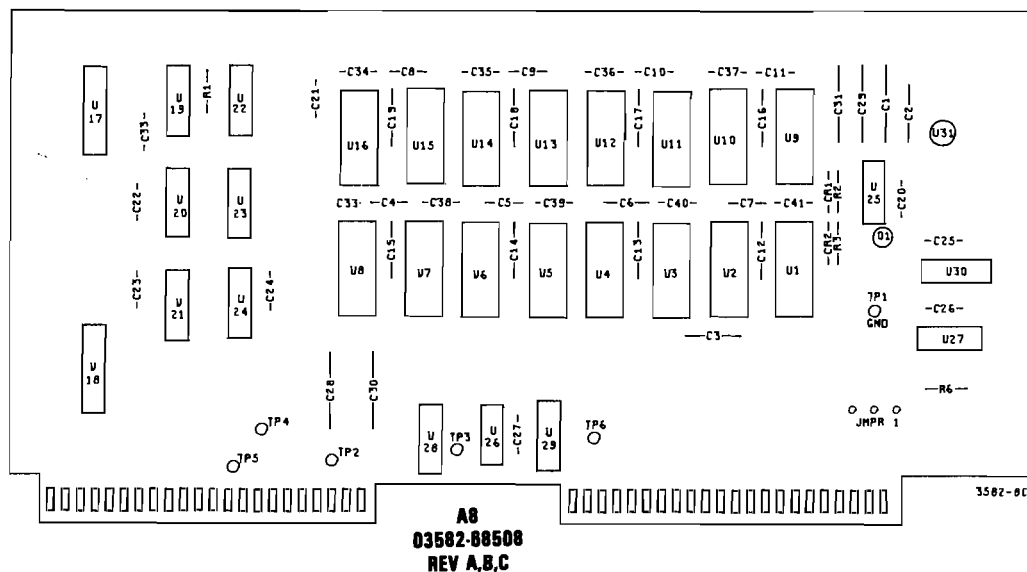 -C34- -C8- -C35- -C9- -C36- -C10- -C37- -C11-
U 17
U 19
-R1-
U 22
-C21-
-C33-
U16
-C19-
U15
U14
-C18-
U13
U12
-C17-
U11
U10
-C16-
U9
-C31-
-C29-
-C1-
-C2-
U31
-C22-
U 20
U 23
-C33- -C4- -C38- -C5- -C39- -C6- -C40- -C7- -C41-
-CR1-
-R2-
U 25
-C20-
-CR2-
-R3-
Q1
-C25-
U30
-C23-
U 21
U 24
-C24-
U8
-C15-
U7
U6
-C14-
U5
U4
-C13-
U3
U2
-C12-
U1
TP1
GND
-C26-
U27
-C3-
U 18
-C28-
-C30-
-R6-
JMPR 1
TP4
TP5
TP2
U 28
TP3
U 26
-C27-
U 29
TP6
A8
03582-68508
REV A,B,C